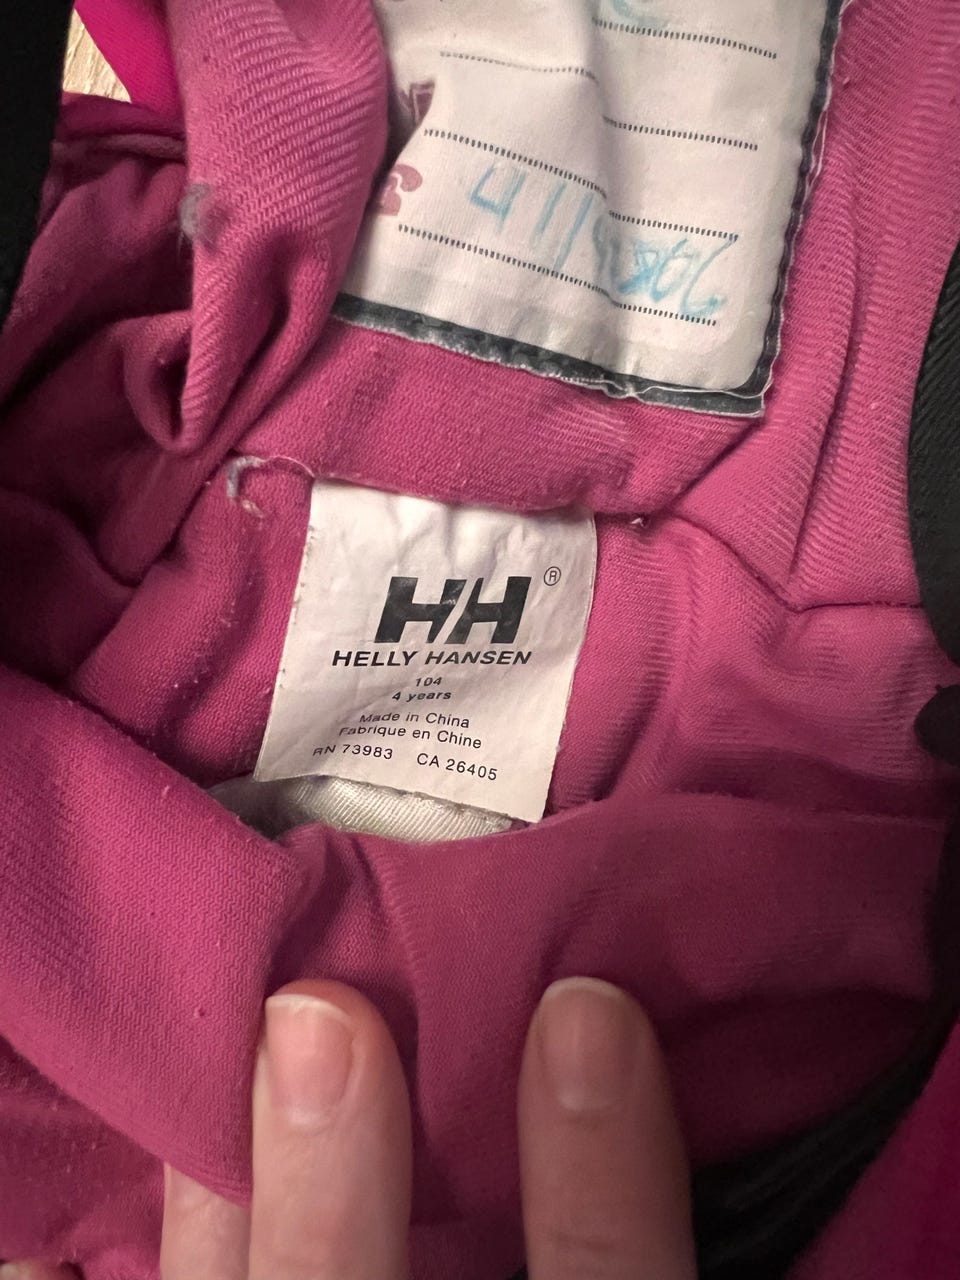 HH®
HELLY HANSEN
104
4 years
Made in China
Fabrique en Chine
RN 73983 CA 26405